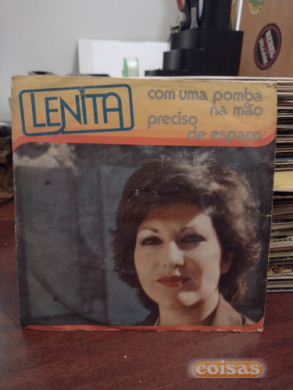 LENITA
com uma pomba
na mão
preciso
de espaço
coisas